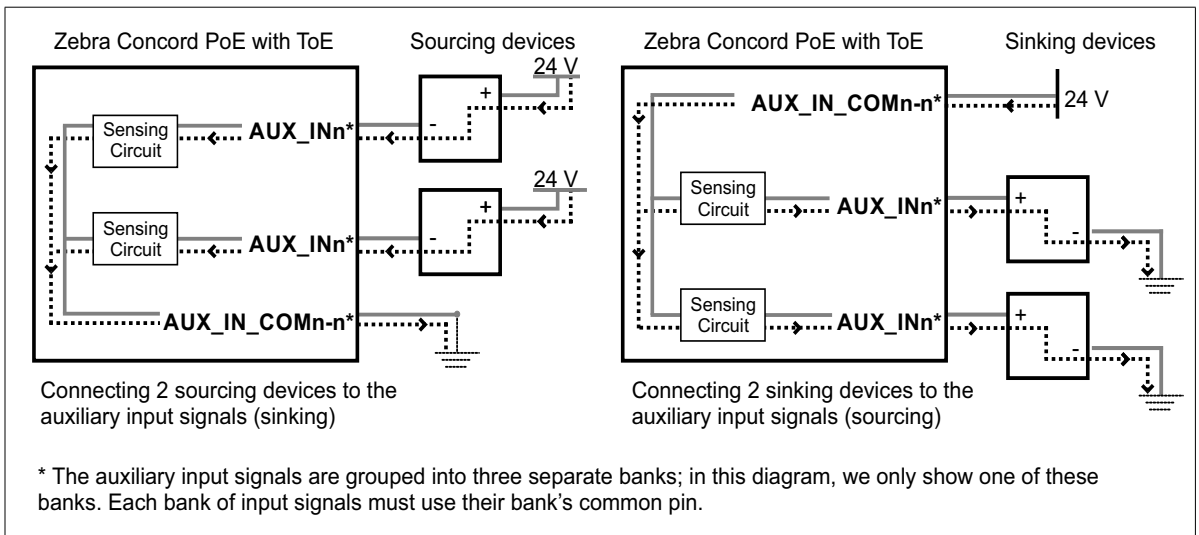 Zebra Concord PoE with ToE
Sourcing devices
24 V
+
-
Sensing
Circuit
AUX_INn*
24 V
+
-
Sensing
Circuit
AUX_INn*
AUX_IN_COMn-n*
Connecting 2 sourcing devices to the
auxiliary input signals (sinking)
Zebra Concord PoE with ToE
Sinking devices
AUX_IN_COMn-n*
24 V
Sensing
Circuit
AUX_INn*
+
-
Sensing
Circuit
AUX_INn*
+
-
Connecting 2 sinking devices to the
auxiliary input signals (sourcing)
* The auxiliary input signals are grouped into three separate banks; in this diagram, we only show one of these
banks. Each bank of input signals must use their bank’s common pin.